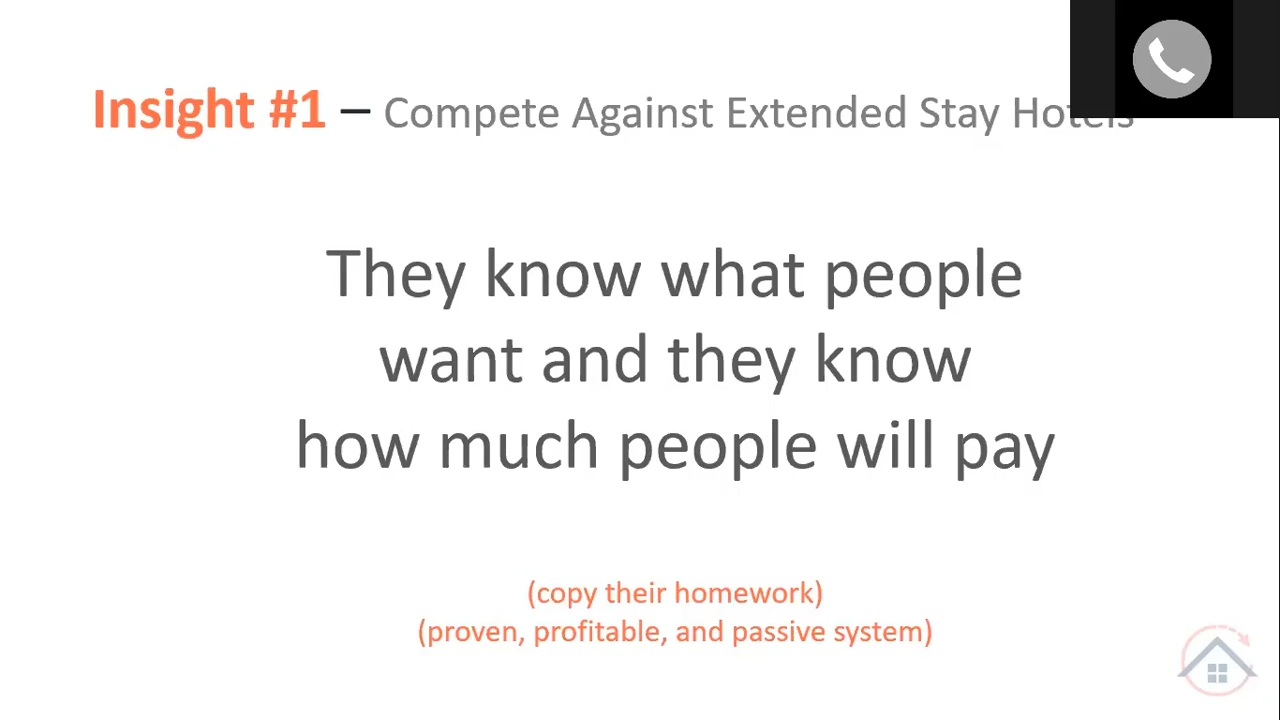 Insight #1 – Compete Against Extended Stay Hotels
They know what people
want and they know
how much people will pay
(copy their homework)
(proven, profitable, and passive system)